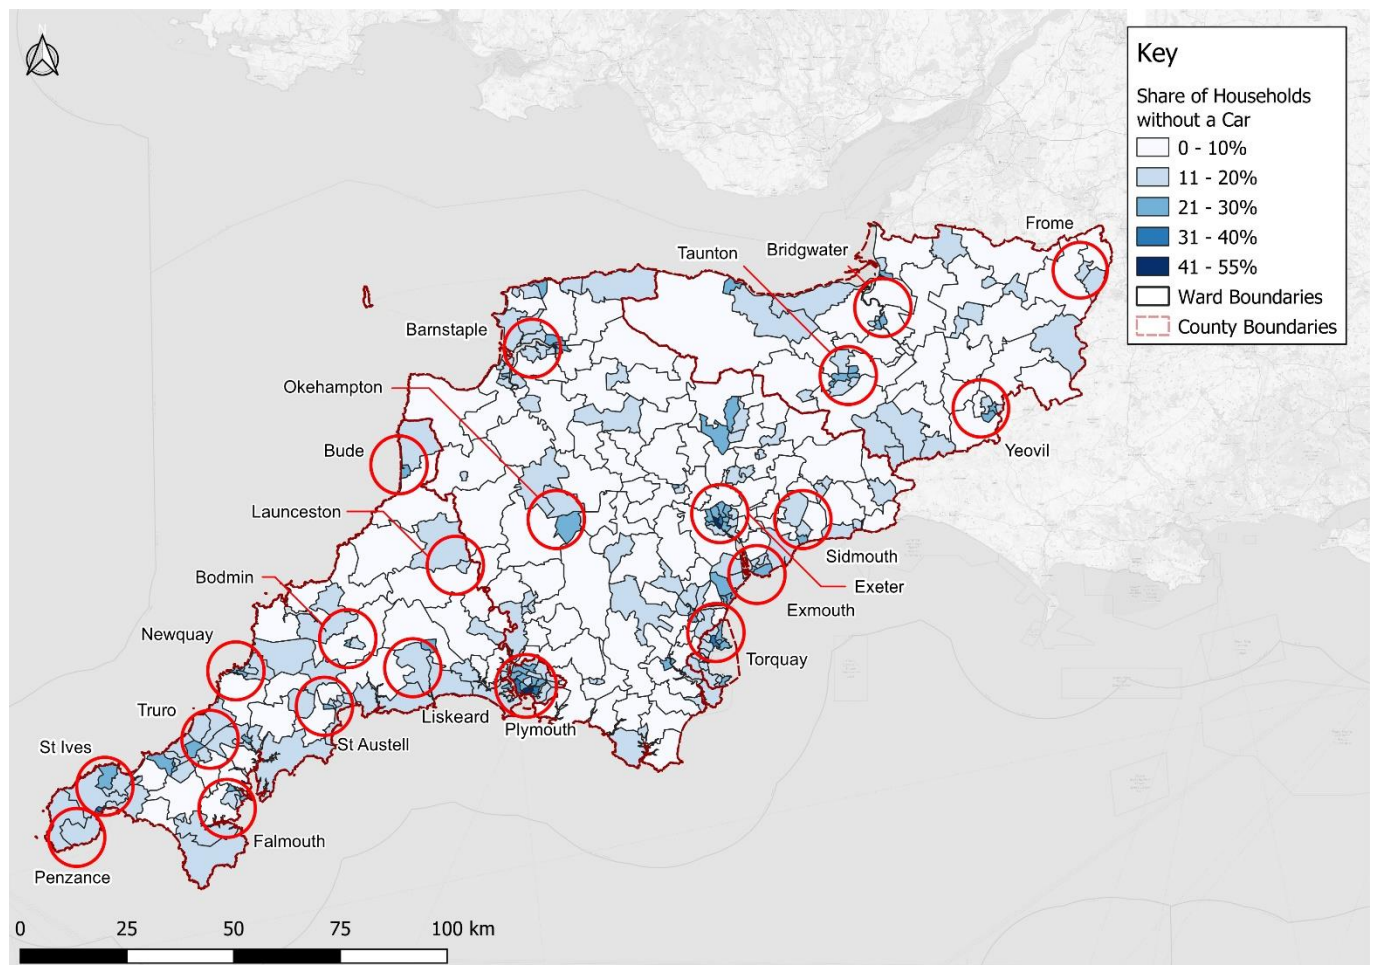 N
Key
Share of Households
without a Car
0 - 10%
11 - 20%
21 - 30%
31 - 40%
41 - 55%
Ward Boundaries
County Boundaries
Frome
Bridgwater
Taunton
Barnstaple
Okehampton
Bude
Yeovil
Launceston
Sidmouth
Bodmin
Exeter
Exmouth
Newquay
Torquay
Truro
Liskeard
Plymouth
St Austell
St Ives
Falmouth
Penzance
0 25 50 75 100 km